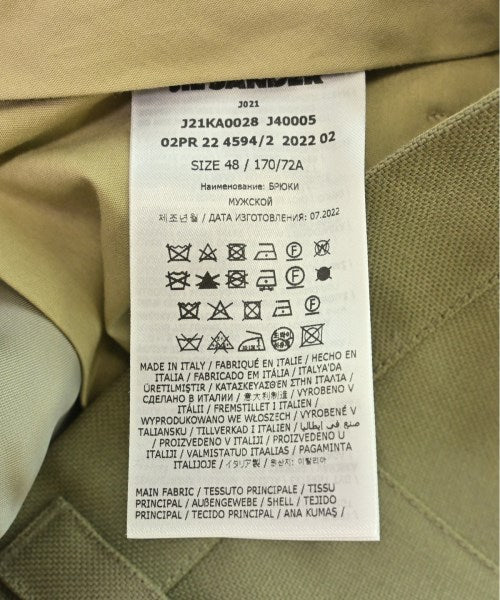 JIL SANDER
J021
J21KA0028 J40005
02PR 22 4594/2 2022 02
SIZE 48 / 170/72A
Наименование: БРЮКИ
МУЖСКОЙ
제조년월 / ДАТА ИЗГОТОВЛЕНИЯ: 07.2022
MADE IN ITALY / FABRIQUÉ EN ITALIE / HECHO EN
ITALIA / FABRICADO EM ITÁLIA / ITALYA'DA
ÜRETILMIŞTIR / ΚΑΤΑΣΚΕΥΑΣΘΕΝ ΣΤΗΝ ΙΤΑΛΙΑ /
СДЕЛАНО В ИТАЛИИ / 意大利制造 / VYROBENO V
ITÁLII / FREMSTILLET I ITALIEN /
WYPRODUKOWANO WE WŁOSZECH / VYROBENÉ V
TALIANSKU / TILLVERKAD I ITALIEN / صنع في إيطاليا
/ PROIZVEDENO V ITALIJI / PROIZVEDENO U
ITALIJI / VALMISTATUD ITAALIAS / PAGAMINTA
ITALIJOJE / イタリア製 / 원산지: 이탈리아
MAIN FABRIC / TESSUTO PRINCIPALE / TISSU
PRINCIPAL / AUßENGEWEBE / SHELL / TEJIDO
PRINCIPAL / TECIDO PRINCIPAL / ANA KUMAŞ /